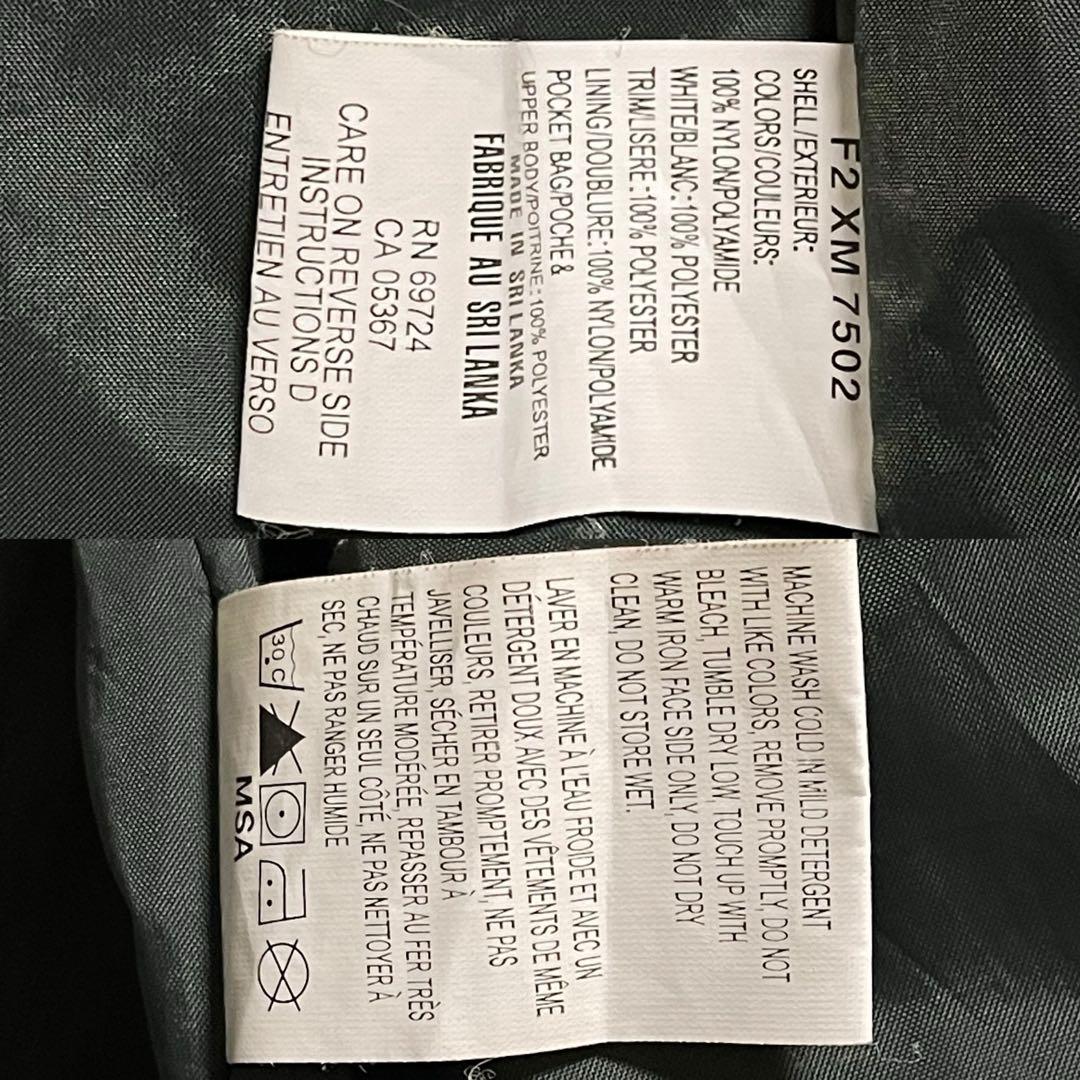 F2 XM 7502
SHELL/EXTERIEUR:
COLORS/COULEURS:
100% NYLON/POLYAMIDE
WHITE/BLANC:100% POLYESTER
TRIM/LISERE:100% POLYESTER
LINING/DOUBLURE:100% NYLON/POLYAMIDE
POCKET BAG/POCHE &
UPPER BODY/POITRINE:100% POLYESTER
MADE IN SRI LANKA
FABRIQUE AU SRI LANKA
RN 69724
CA 05367
CARE ON REVERSE SIDE
INSTRUCTIONS D
ENTRETIEN AU VERSO
MACHINE WASH COLD IN MILD DETERGENT
WITH LIKE COLORS, REMOVE PROMPTLY, DO NOT
BLEACH, TUMBLE DRY LOW, TOUCH UP WITH
WARM IRON FACE SIDE ONLY, DO NOT DRY
CLEAN, DO NOT STORE WET.
LAVER EN MACHINE À L'EAU FROIDE ET AVEC UN
DÉTERGENT DOUX AVEC DES VÊTEMENTS DE MÊME
COULEURS, RETIRER PROMPTEMENT, NE PAS
JAVELLISER, SÉCHER EN TAMBOUR À
TEMPÉRATURE MODÉRÉE, REPASSER AU FER TRÈS
CHAUD SUR UN SEUL CÔTÉ, NE PAS NETTOYER À
SEC, NE PAS RANGER HUMIDE
30 C
MSA